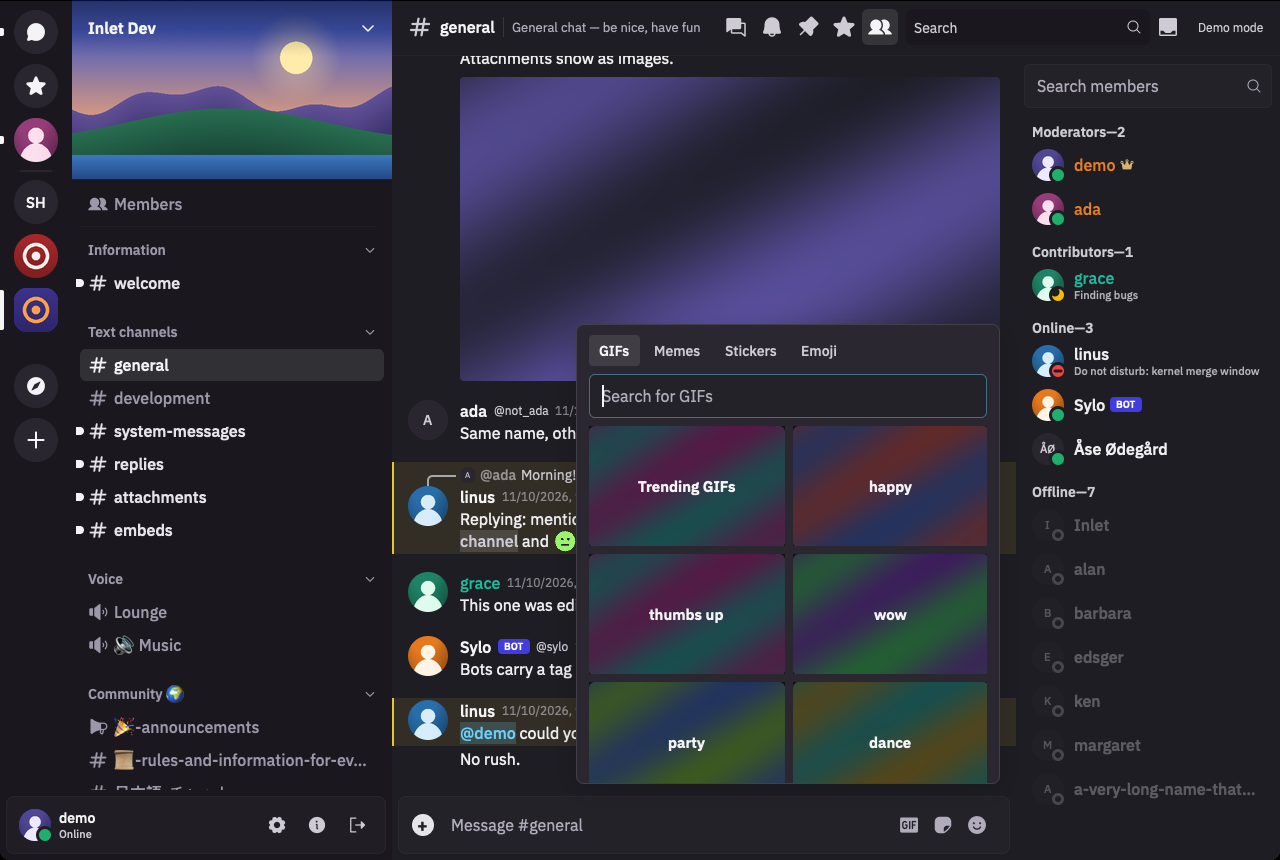 Inlet Dev
SH
Members
Information
welcome
Text channels
general
development
system-messages
replies
attachments
embeds
Voice
Lounge
🔊 Music
Community 🌍
🎉-announcements
📜-rules-and-information-for-ev...
demo
Online
general
General chat — be nice, have fun
Search
Demo mode
Attachments show as images.
A
ada @not_ada 11/
Same name, oth
A @ada Morning!
linus 11/10/2026,
Replying: mentio
channel and 😐
grace 11/10/2026,
This one was edi
Sylo BOT @sylo
Bots carry a tag
linus 11/10/2026,
@demo could yo
No rush.
GIFs Memes Stickers Emoji
Search for GIFs
Trending GIFs
happy
thumbs up
wow
party
dance
Message #general
GIF
Search members
Moderators—2
demo
ada
Contributors—1
grace
Finding bugs
Online—3
linus
Do not disturb: kernel merge window
Sylo BOT
ÅØ Åse Ødegård
Offline—7
I Inlet
A alan
B barbara
E edsger
K ken
M margaret
A a-very-long-name-that...